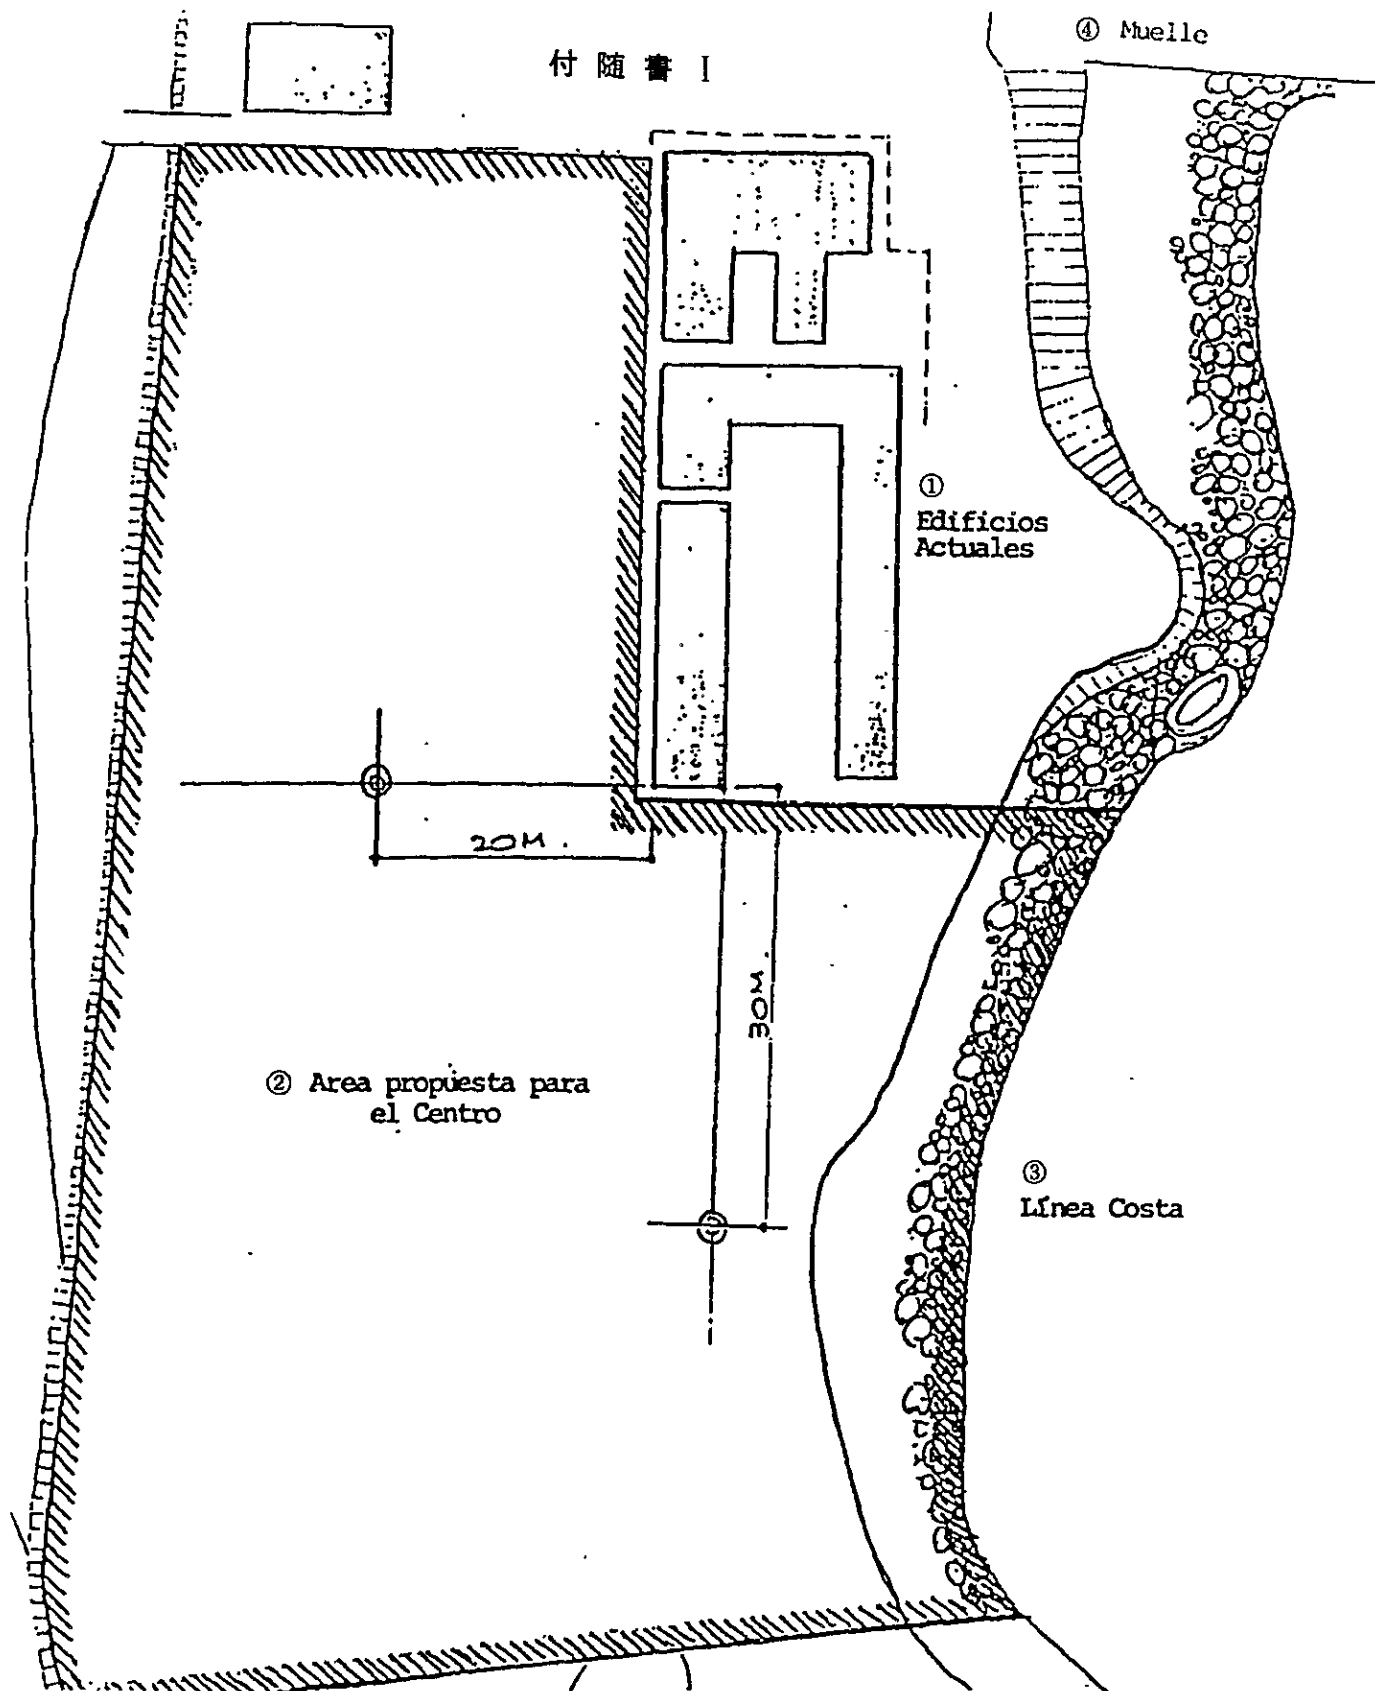 付随書 I
④ Muelle
①
Edificios
Actuales
20M.
30M.
② Area propuesta para
el Centro
③
Línea Costa